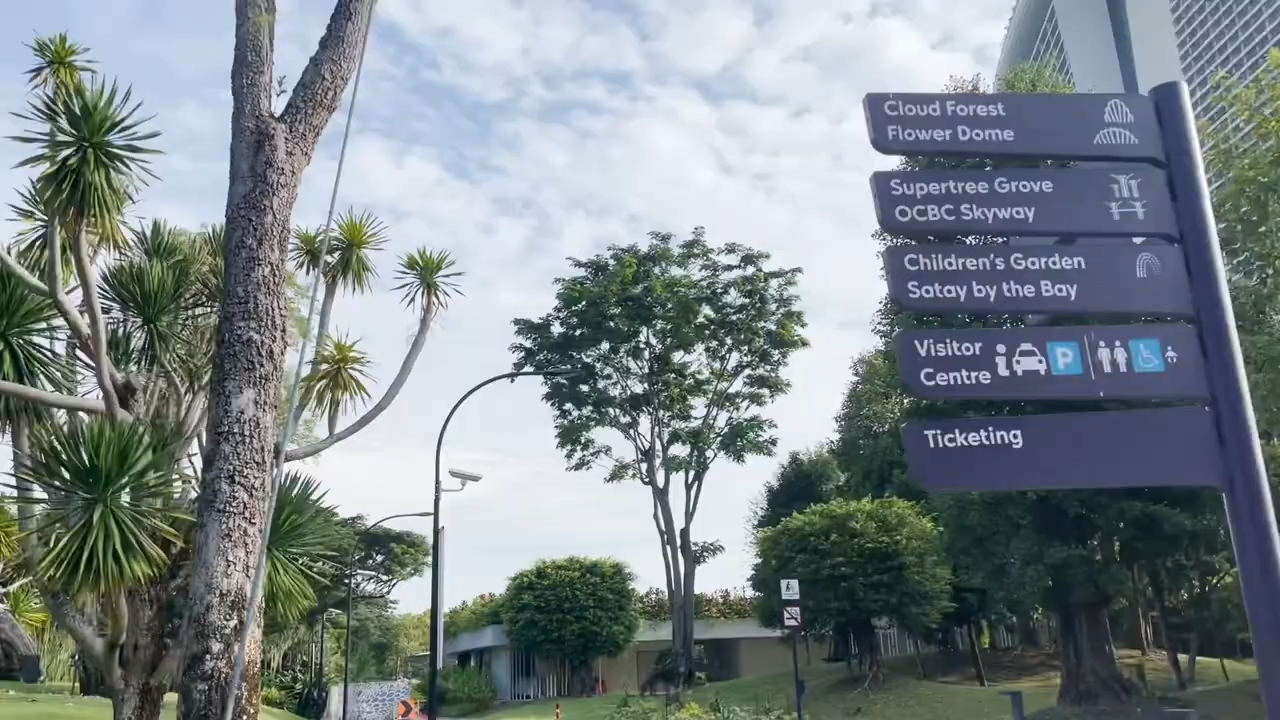 Cloud Forest
Flower Dome
Supertree Grove
OCBC Skyway
Children's Garden
Satay by the Bay
Visitor
Centre
P
Ticketing